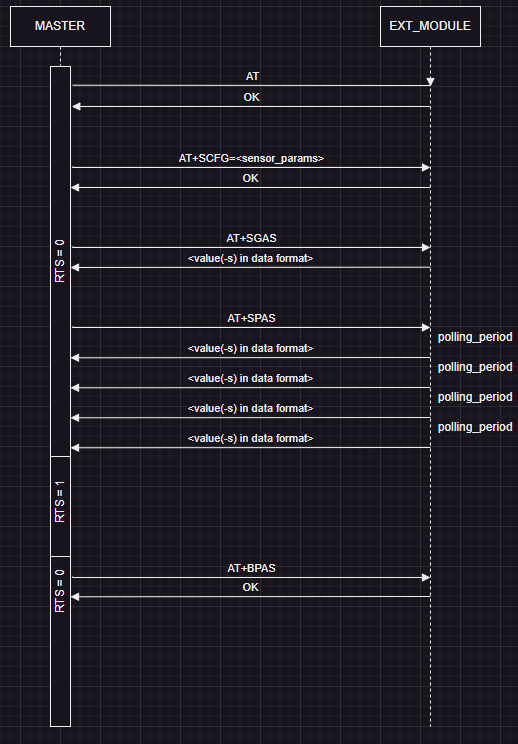 MASTER
EXT_MODULE
AT
OK
AT+SCFG=<sensor_params>
OK
RTS = 0
AT+SGAS
<value(-s) in data format>
AT+SPAS
polling_period
<value(-s) in data format>
polling_period
<value(-s) in data format>
polling_period
<value(-s) in data format>
polling_period
<value(-s) in data format>
RTS = 1
RTS = 0
AT+BPAS
OK